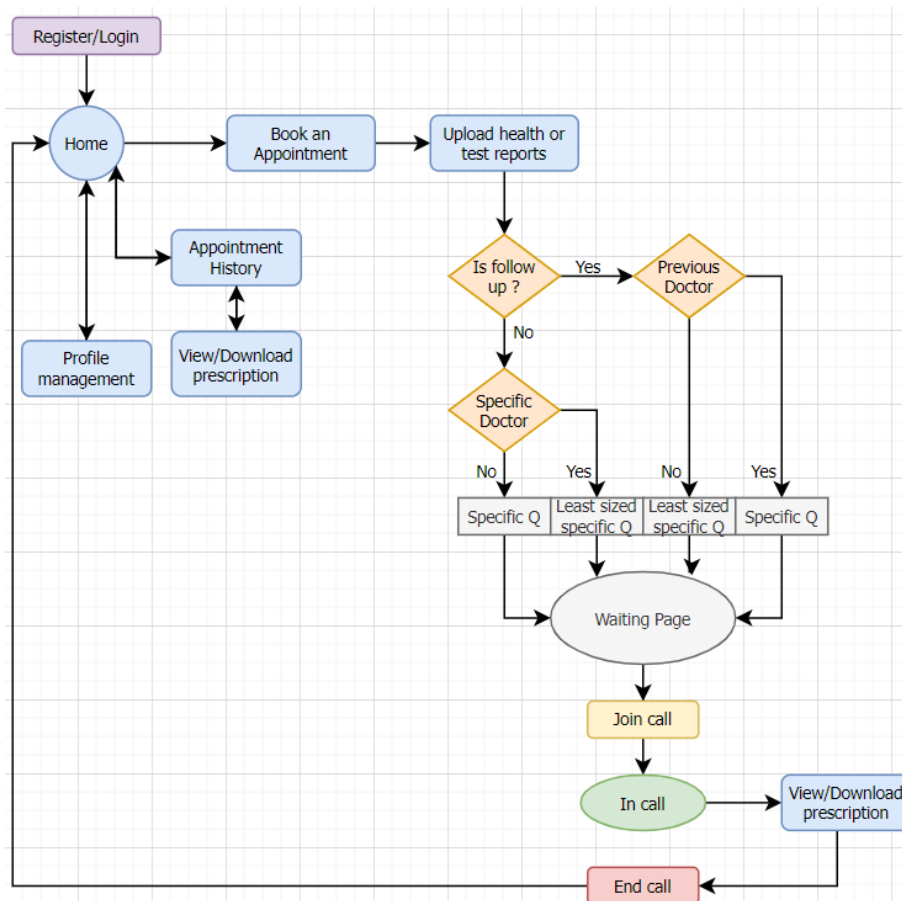 Register/Login
Home
Book an
Appointment
Upload health or
test reports
Appointment
History
Is follow
up ?
Yes
Previous
Doctor
No
Profile
management
View/Download
prescription
Specific
Doctor
No
Yes
No
Yes
Specific Q
Least sized
specific Q
Least sized
specific Q
Specific Q
Waiting Page
Join call
In call
View/Download
prescription
End call